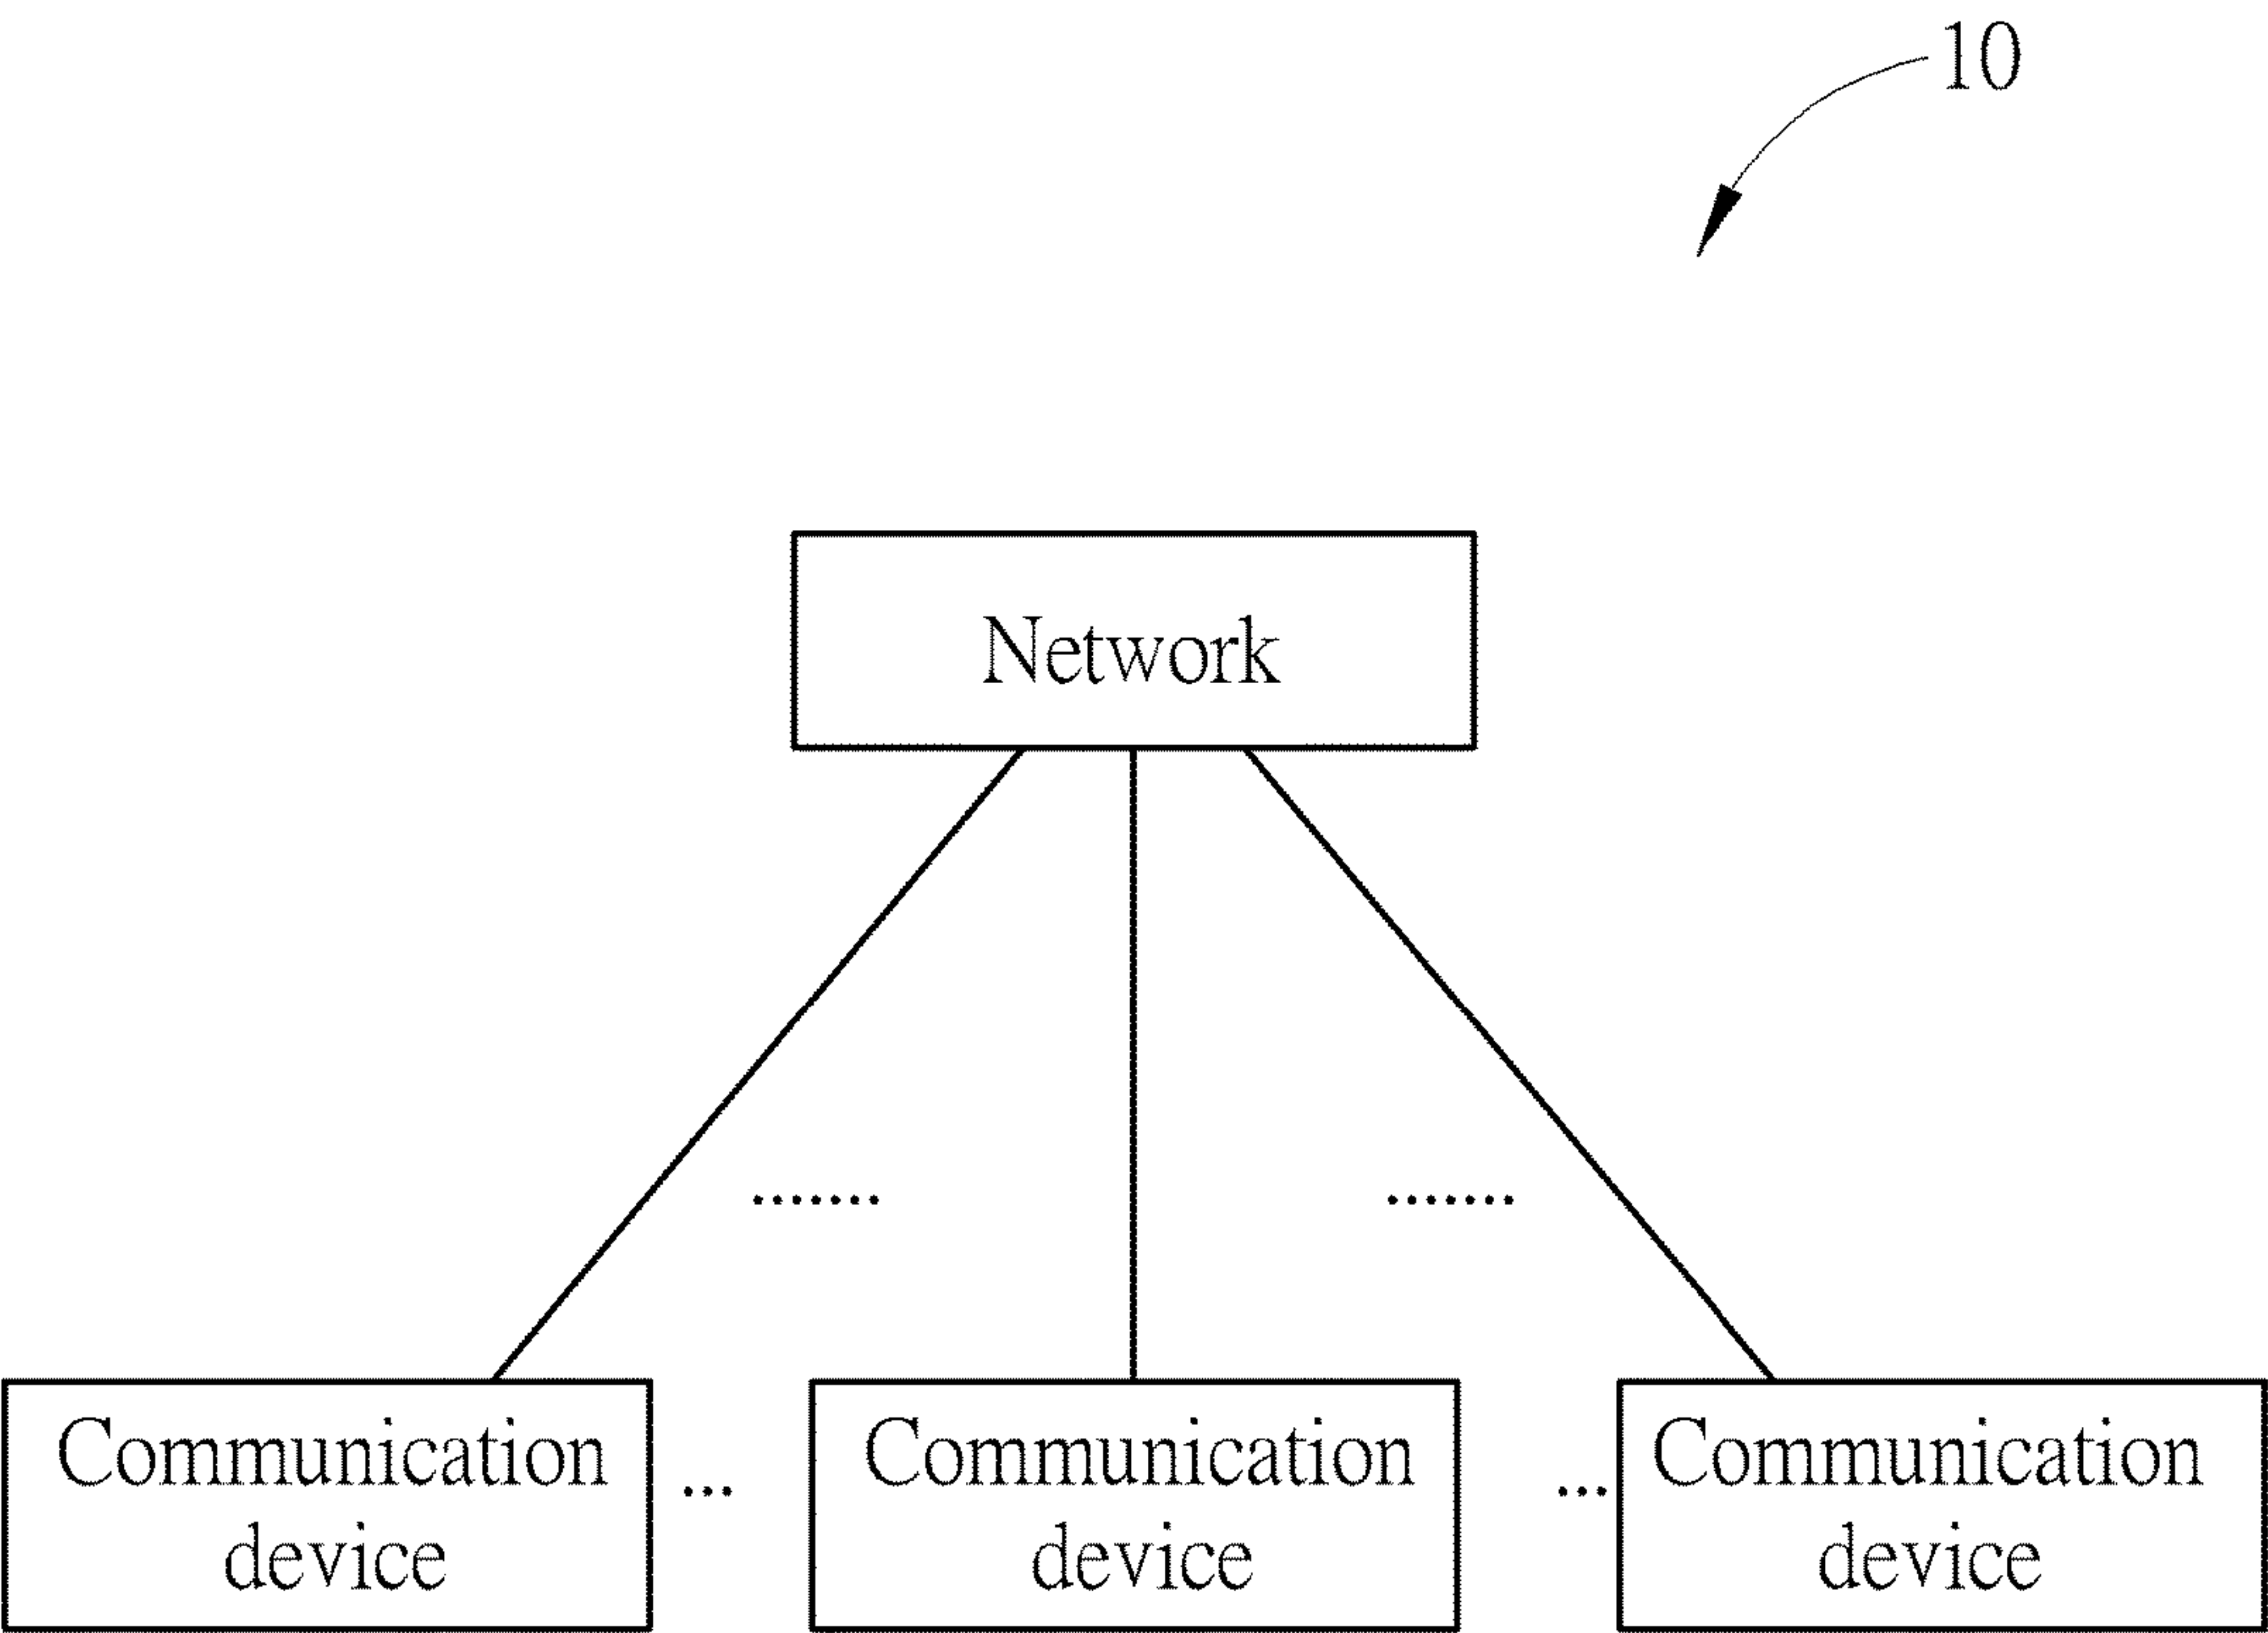 10
Network
.......
.......
Communication
device
...
Communication
device
...
Communication
device